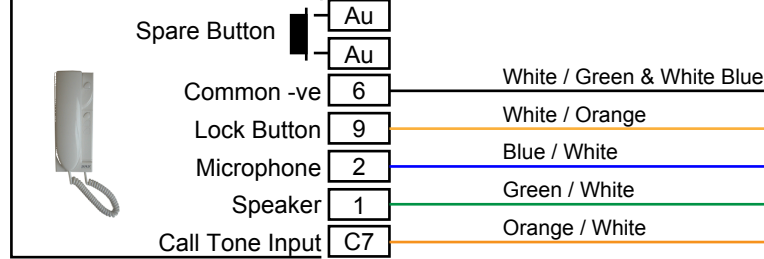 Au
Spare Button
Au
Common -ve 6 White / Green & White Blue
Lock Button 9 White / Orange
Microphone 2 Blue / White
Speaker 1 Green / White
Call Tone Input C7 Orange / White